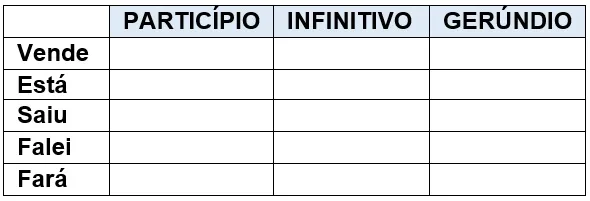 PARTICÍPIO INFINITIVO GERÚNDIO
Vende
Está
Saiu
Falei
Fará